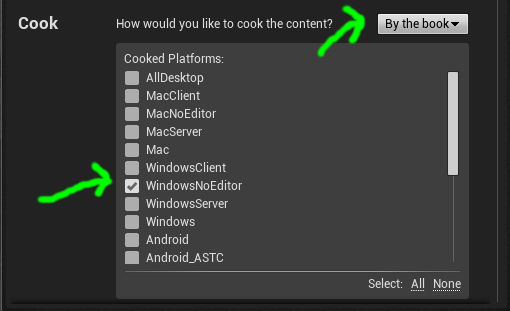 Cook How would you like to cook the content? By the book
Cooked Platforms:
AllDesktop
MacClient
MacNoEditor
MacServer
Mac
WindowsClient
WindowsNoEditor
WindowsServer
Windows
Android
Android_ASTC
Select: All None